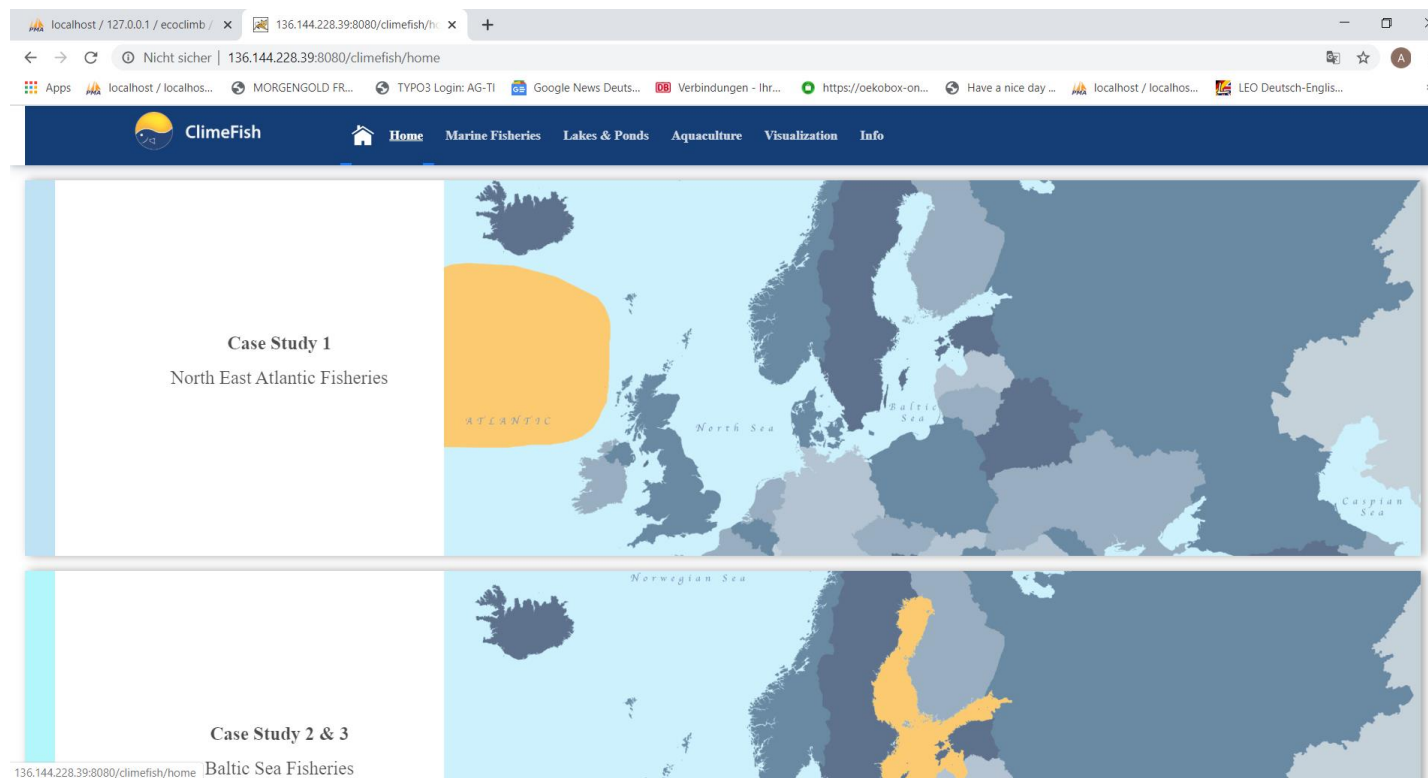 localhost / 127.0.0.1 / ecoclimb /
136.144.228.39:8080/climefish/ho
Nicht sicher | 136.144.228.39:8080/climefish/home
A
Apps localhost / localhos... MORGENGOLD FR... TYPO3 Login: AG-TI Google News Deuts... Verbindungen - Ihr... https://oekobox-on... Have a nice day ... localhost / localhos... LEO Deutsch-Englis...
ClimeFish Home Marine Fisheries Lakes & Ponds Aquaculture Visualization Info
Case Study 1
North East Atlantic Fisheries
ATLANTIC
North Sea
Baltic
Sea
Caspian
Sea
Norwegian Sea
Case Study 2 & 3
Baltic Sea Fisheries
136.144.228.39:8080/climefish/home